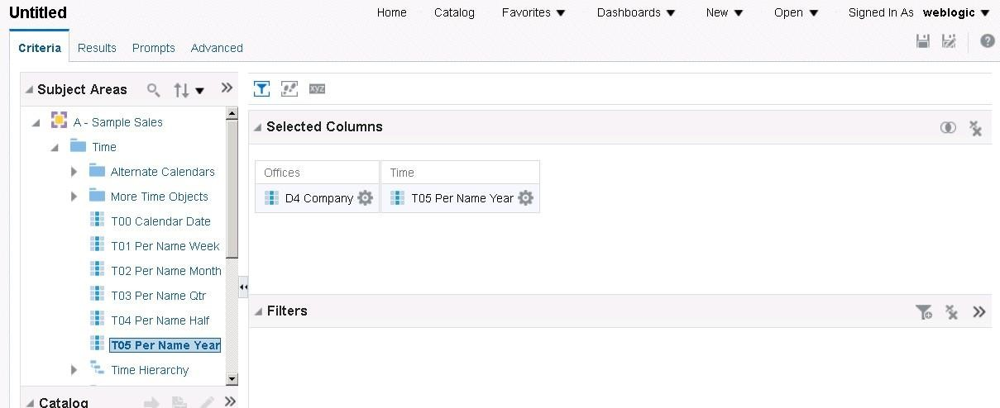 Untitled
Home Catalog Favorites Dashboards New Open Signed In As weblogic
Criteria Results Prompts Advanced
Subject Areas
A - Sample Sales
Time
Alternate Calendars
More Time Objects
T00 Calendar Date
T01 Per Name Week
T02 Per Name Month
T03 Per Name Qtr
T04 Per Name Half
T05 Per Name Year
Time Hierarchy
Catalog
xyz
Selected Columns
Offices Time
D4 Company T05 Per Name Year
Filters